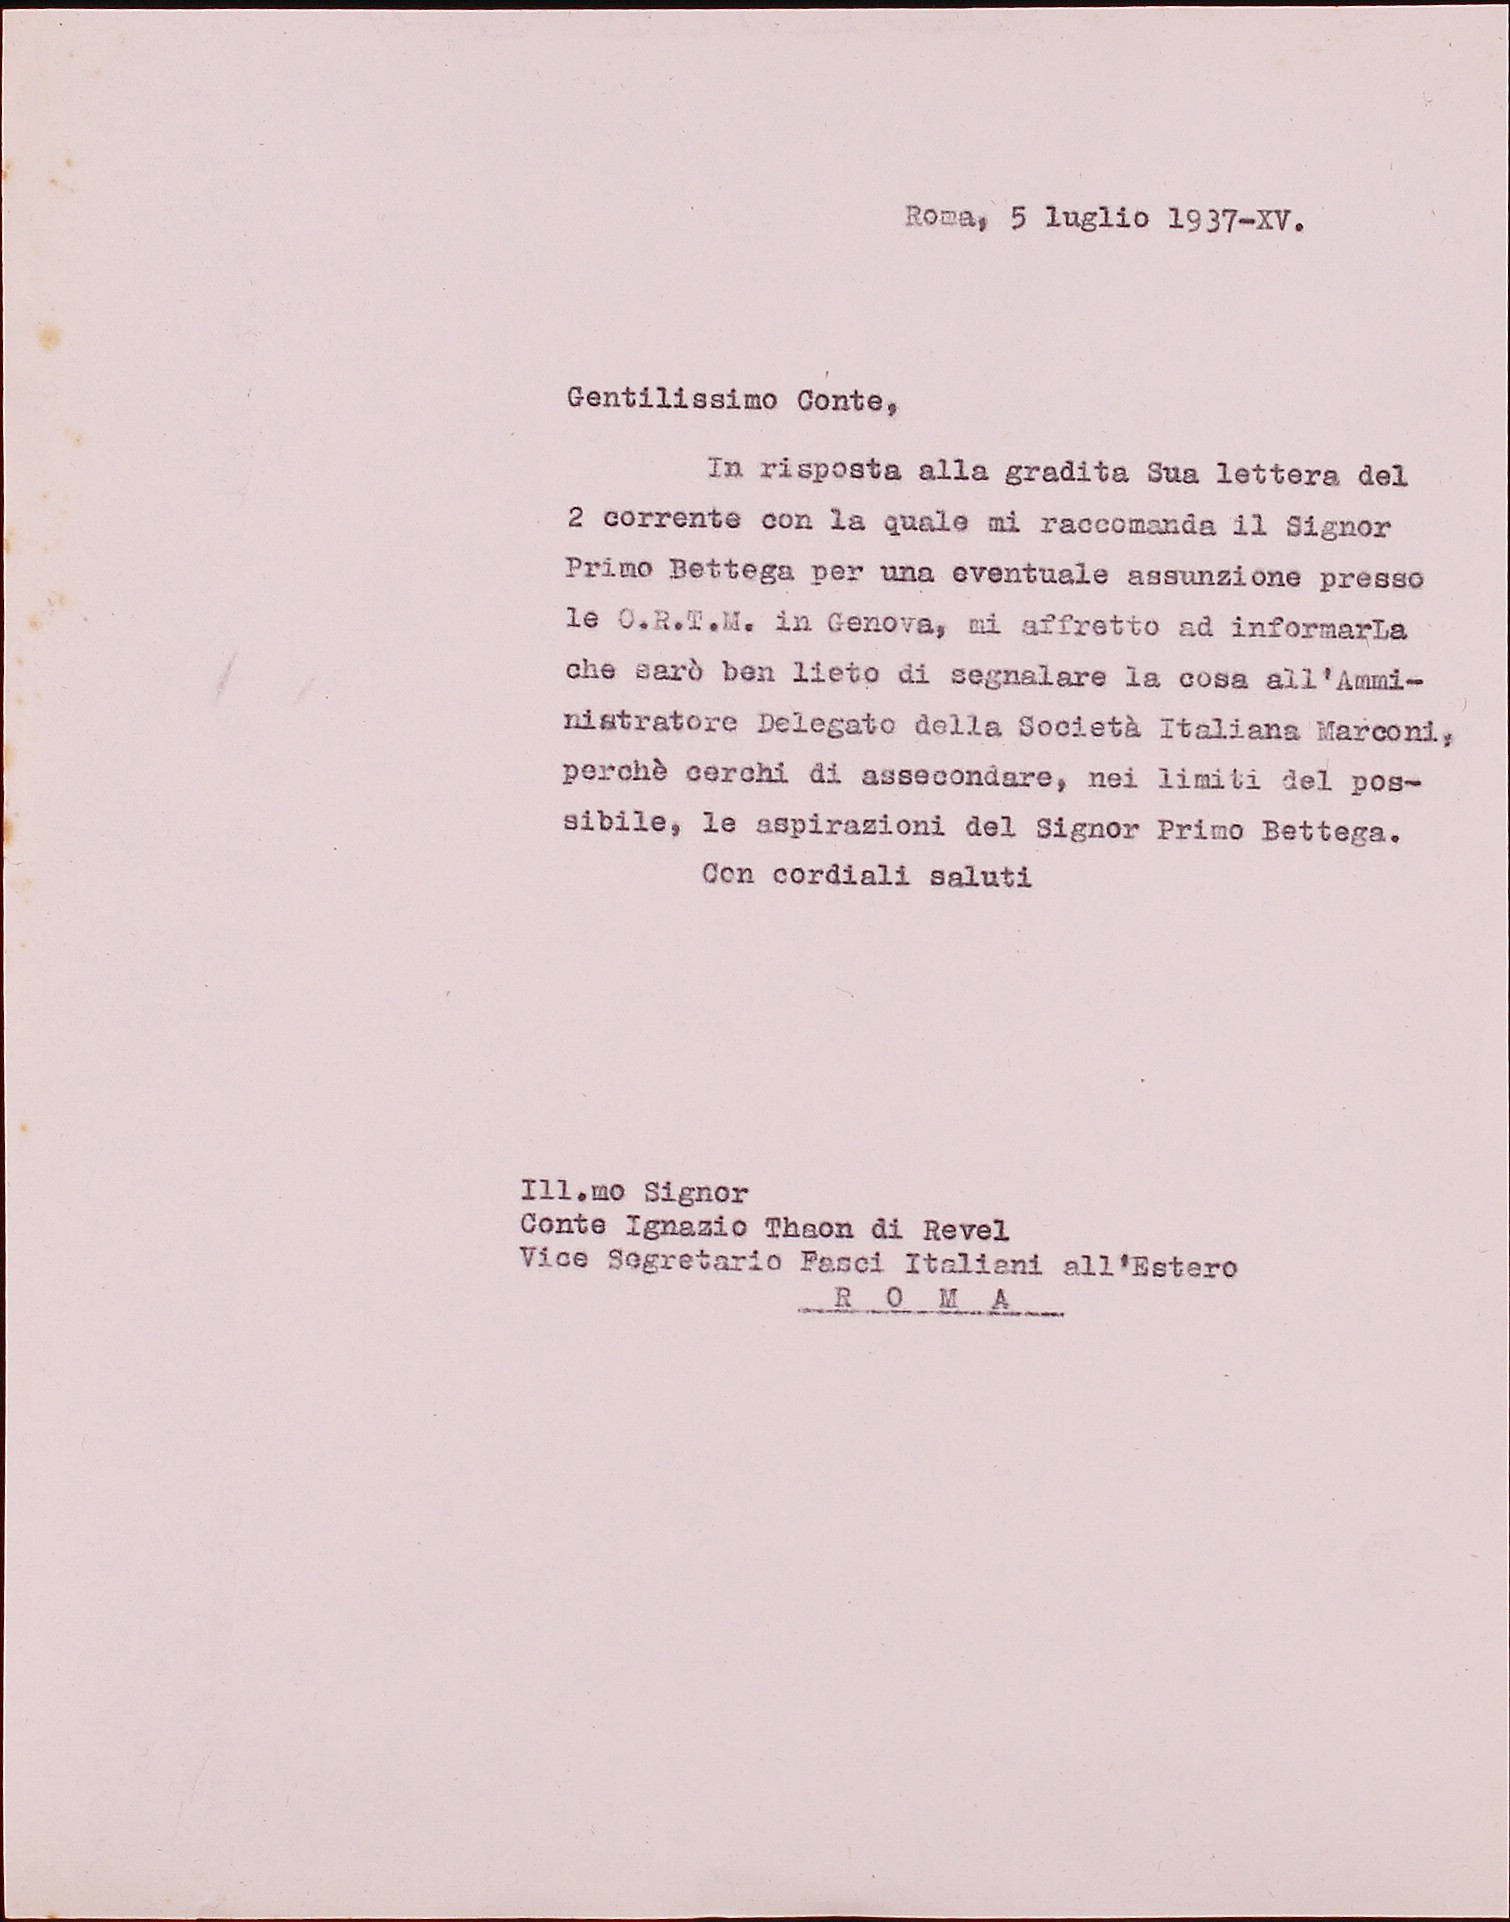 Roma, 5 luglio 1937-XV.
Gentilissimo Conte,
In risposta alla gradita Sua lettera del
2 corrente con la quale mi raccomanda il Signor
Primo Bettega per una eventuale assunzione presso
le O.R.T.M. in Genova, mi affretto ad informarLa
che sarò ben lieto di segnalare la cosa all'Ammi-
nistratore Delegato della Società Italiana Marconi,
perchè cerchi di assecondare, nei limiti del pos-
sibile, le aspirazioni del Signor Primo Bettega.
Con cordiali saluti
Ill.mo Signor
Conte Ignazio Thaon di Revel
Vice Segretario Fasci Italiani all'Estero
R O M A